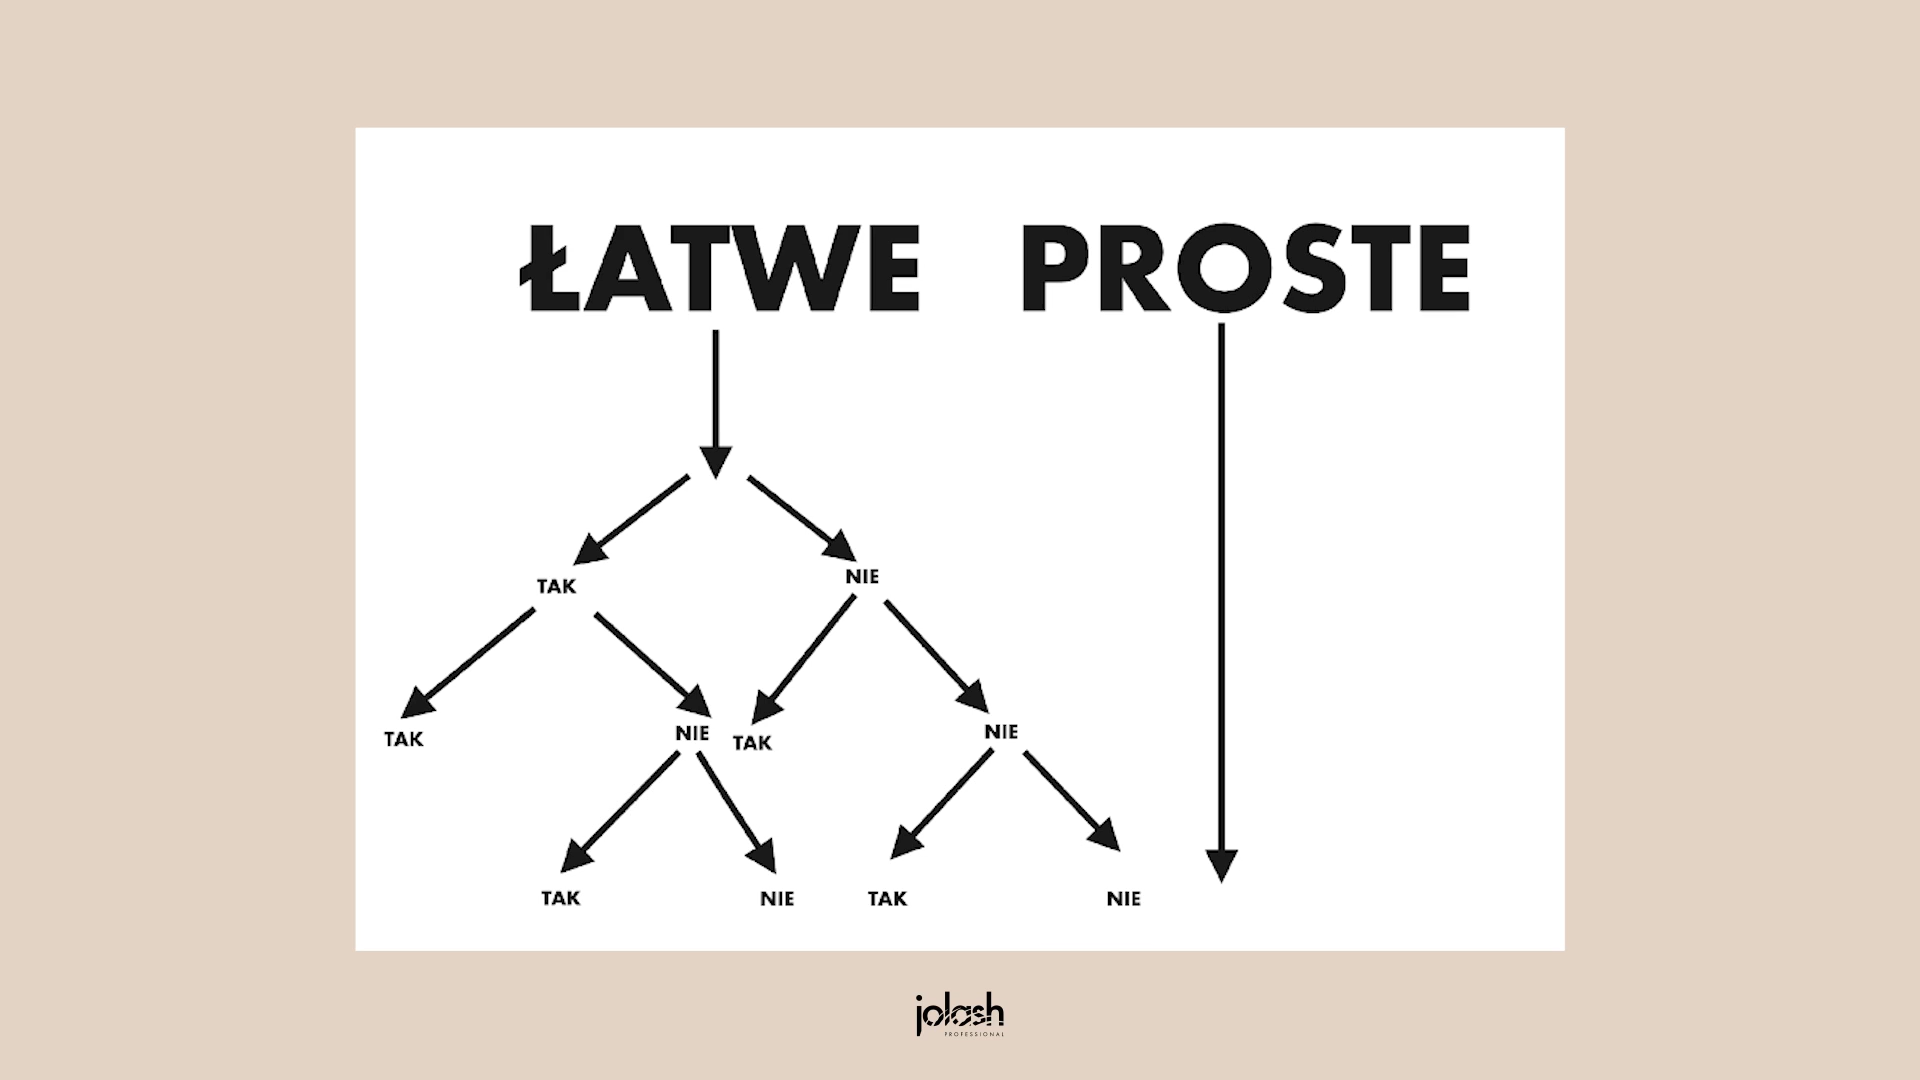 ŁATWE PROSTE
TAK NIE
TAK NIE TAK NIE
TAK NIE TAK NIE
jolash
PROFESSIONAL